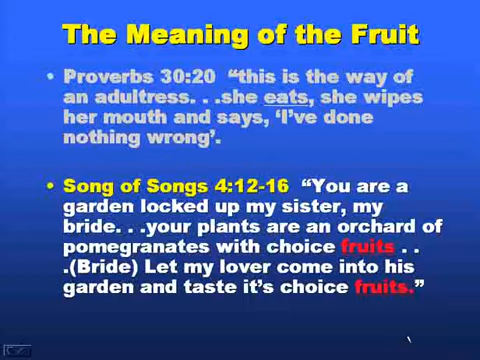 The Meaning of the Fruit
• Proverbs 30:20 “this is the way of
an adultress. . .she eats, she wipes
her mouth and says, ‘I’ve done
nothing wrong’.
• Song of Songs 4:12-16 “You are a
garden locked up my sister, my
bride. . .your plants are an orchard of
pomegranates with choice fruits . .
.(Bride) Let my lover come into his
garden and taste it’s choice fruits.”